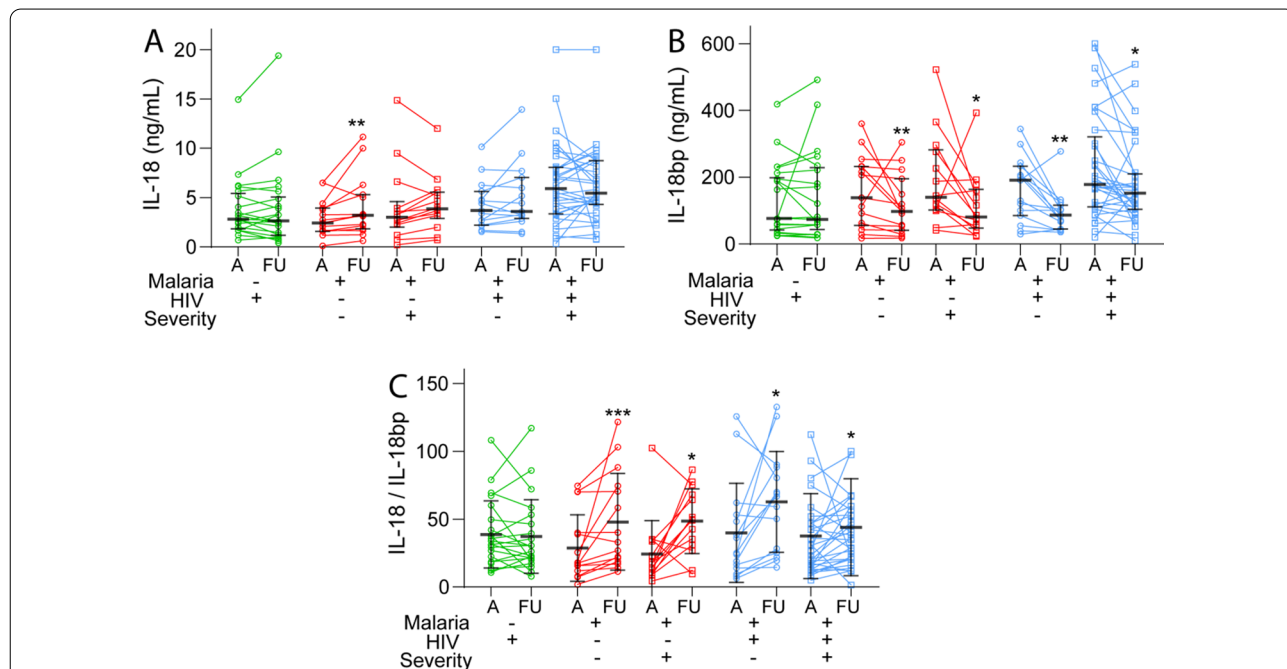 A
B
IL-18 (ng/mL)
20
15
10
5
0
**
A FU A FU A FU A FU A FU
Malaria - + + + +
HIV + - - + +
Severity - + - +
IL-18bp (ng/mL)
600
400
200
0
** * ** *
A FU A FU A FU A FU A FU
Malaria - + + + +
HIV + - - + +
Severity - + - +
C
IL-18 / IL-18bp
150
100
50
0
*** * * *
A FU A FU A FU A FU A FU
Malaria - + + + +
HIV + - - + +
Severity - + - +